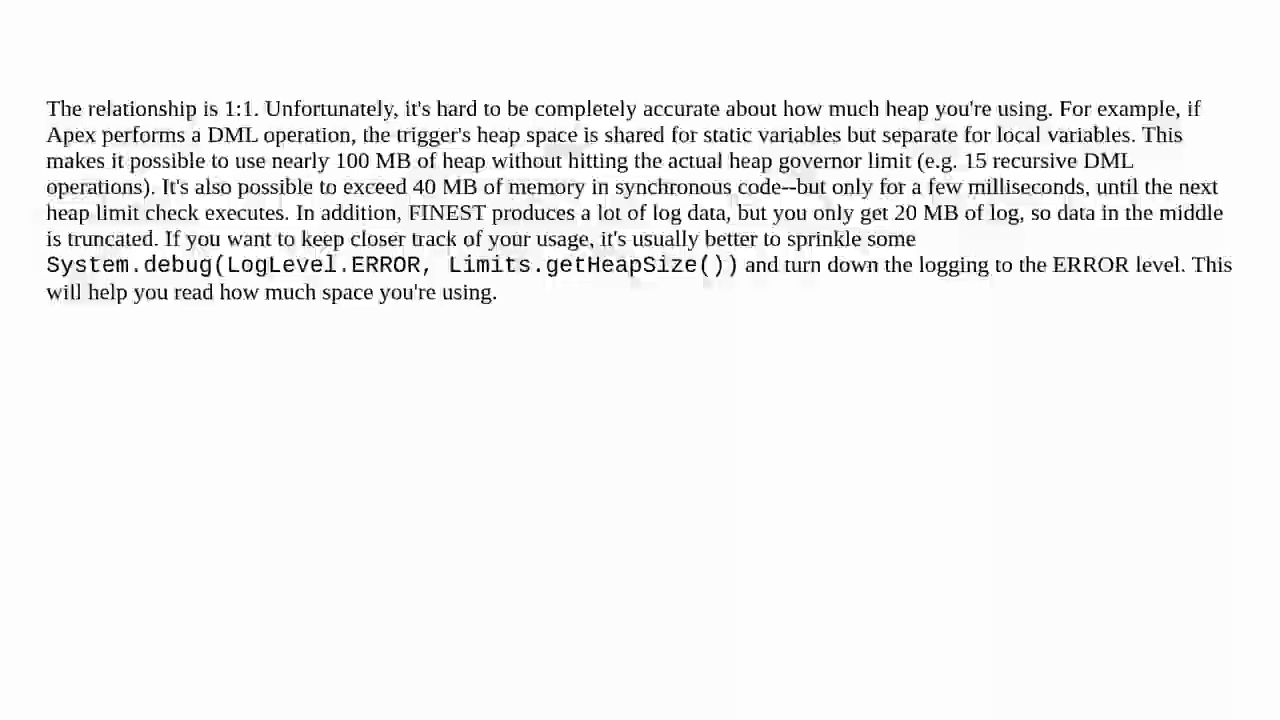 The relationship is 1:1. Unfortunately, it's hard to be completely accurate about how much heap you're using. For example, if
Apex performs a DML operation, the trigger's heap space is shared for static variables but separate for local variables. This
makes it possible to use nearly 100 MB of heap without hitting the actual heap governor limit (e.g. 15 recursive DML
operations). It's also possible to exceed 40 MB of memory in synchronous code--but only for a few milliseconds, until the next
heap limit check executes. In addition, FINEST produces a lot of log data, but you only get 20 MB of log, so data in the middle
is truncated. If you want to keep closer track of your usage, it's usually better to sprinkle some
System.debug(LogLevel.ERROR, Limits.getHeapSize()) and turn down the logging to the ERROR level. This
will help you read how much space you're using.